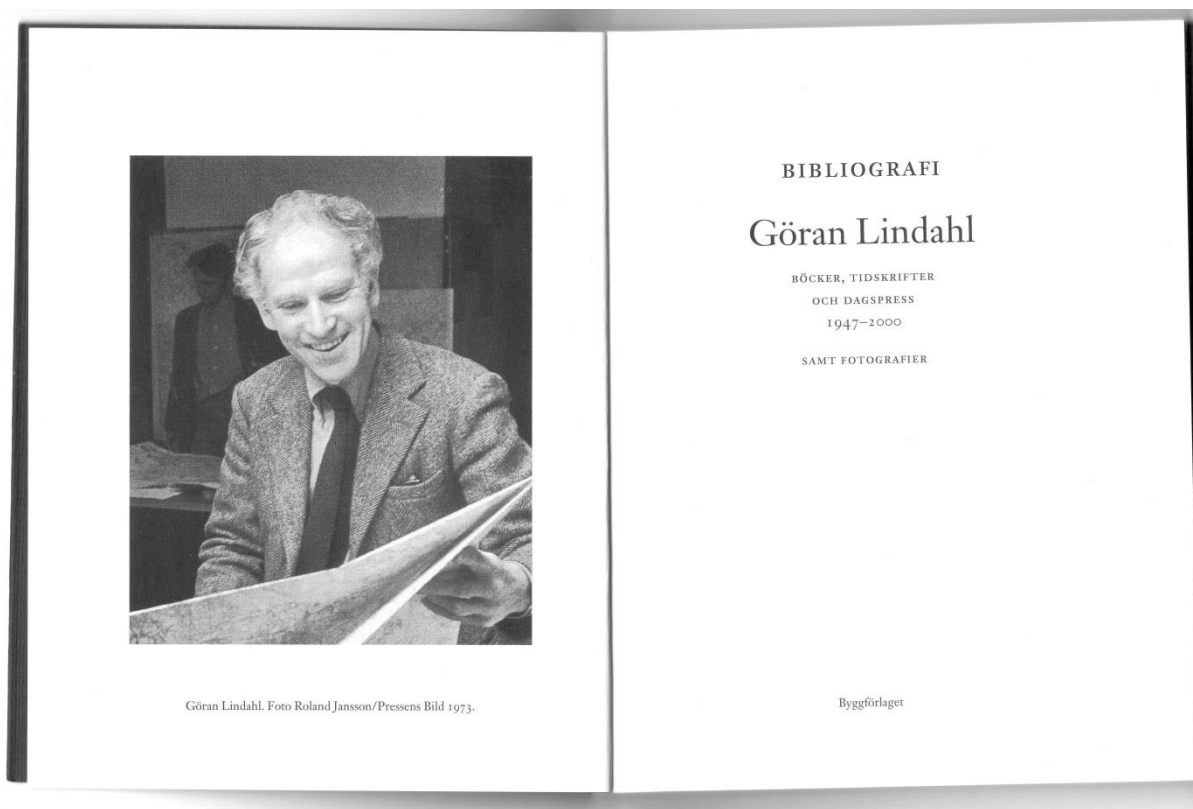 Göran Lindahl. Foto Roland Jansson/Pressens Bild 1973.
BIBLIOGRAFI
Göran Lindahl
BÖCKER, TIDSKRIFTER
OCH DAGSPRESS
1947–2000
SAMT FOTOGRAFIER
Byggförlaget